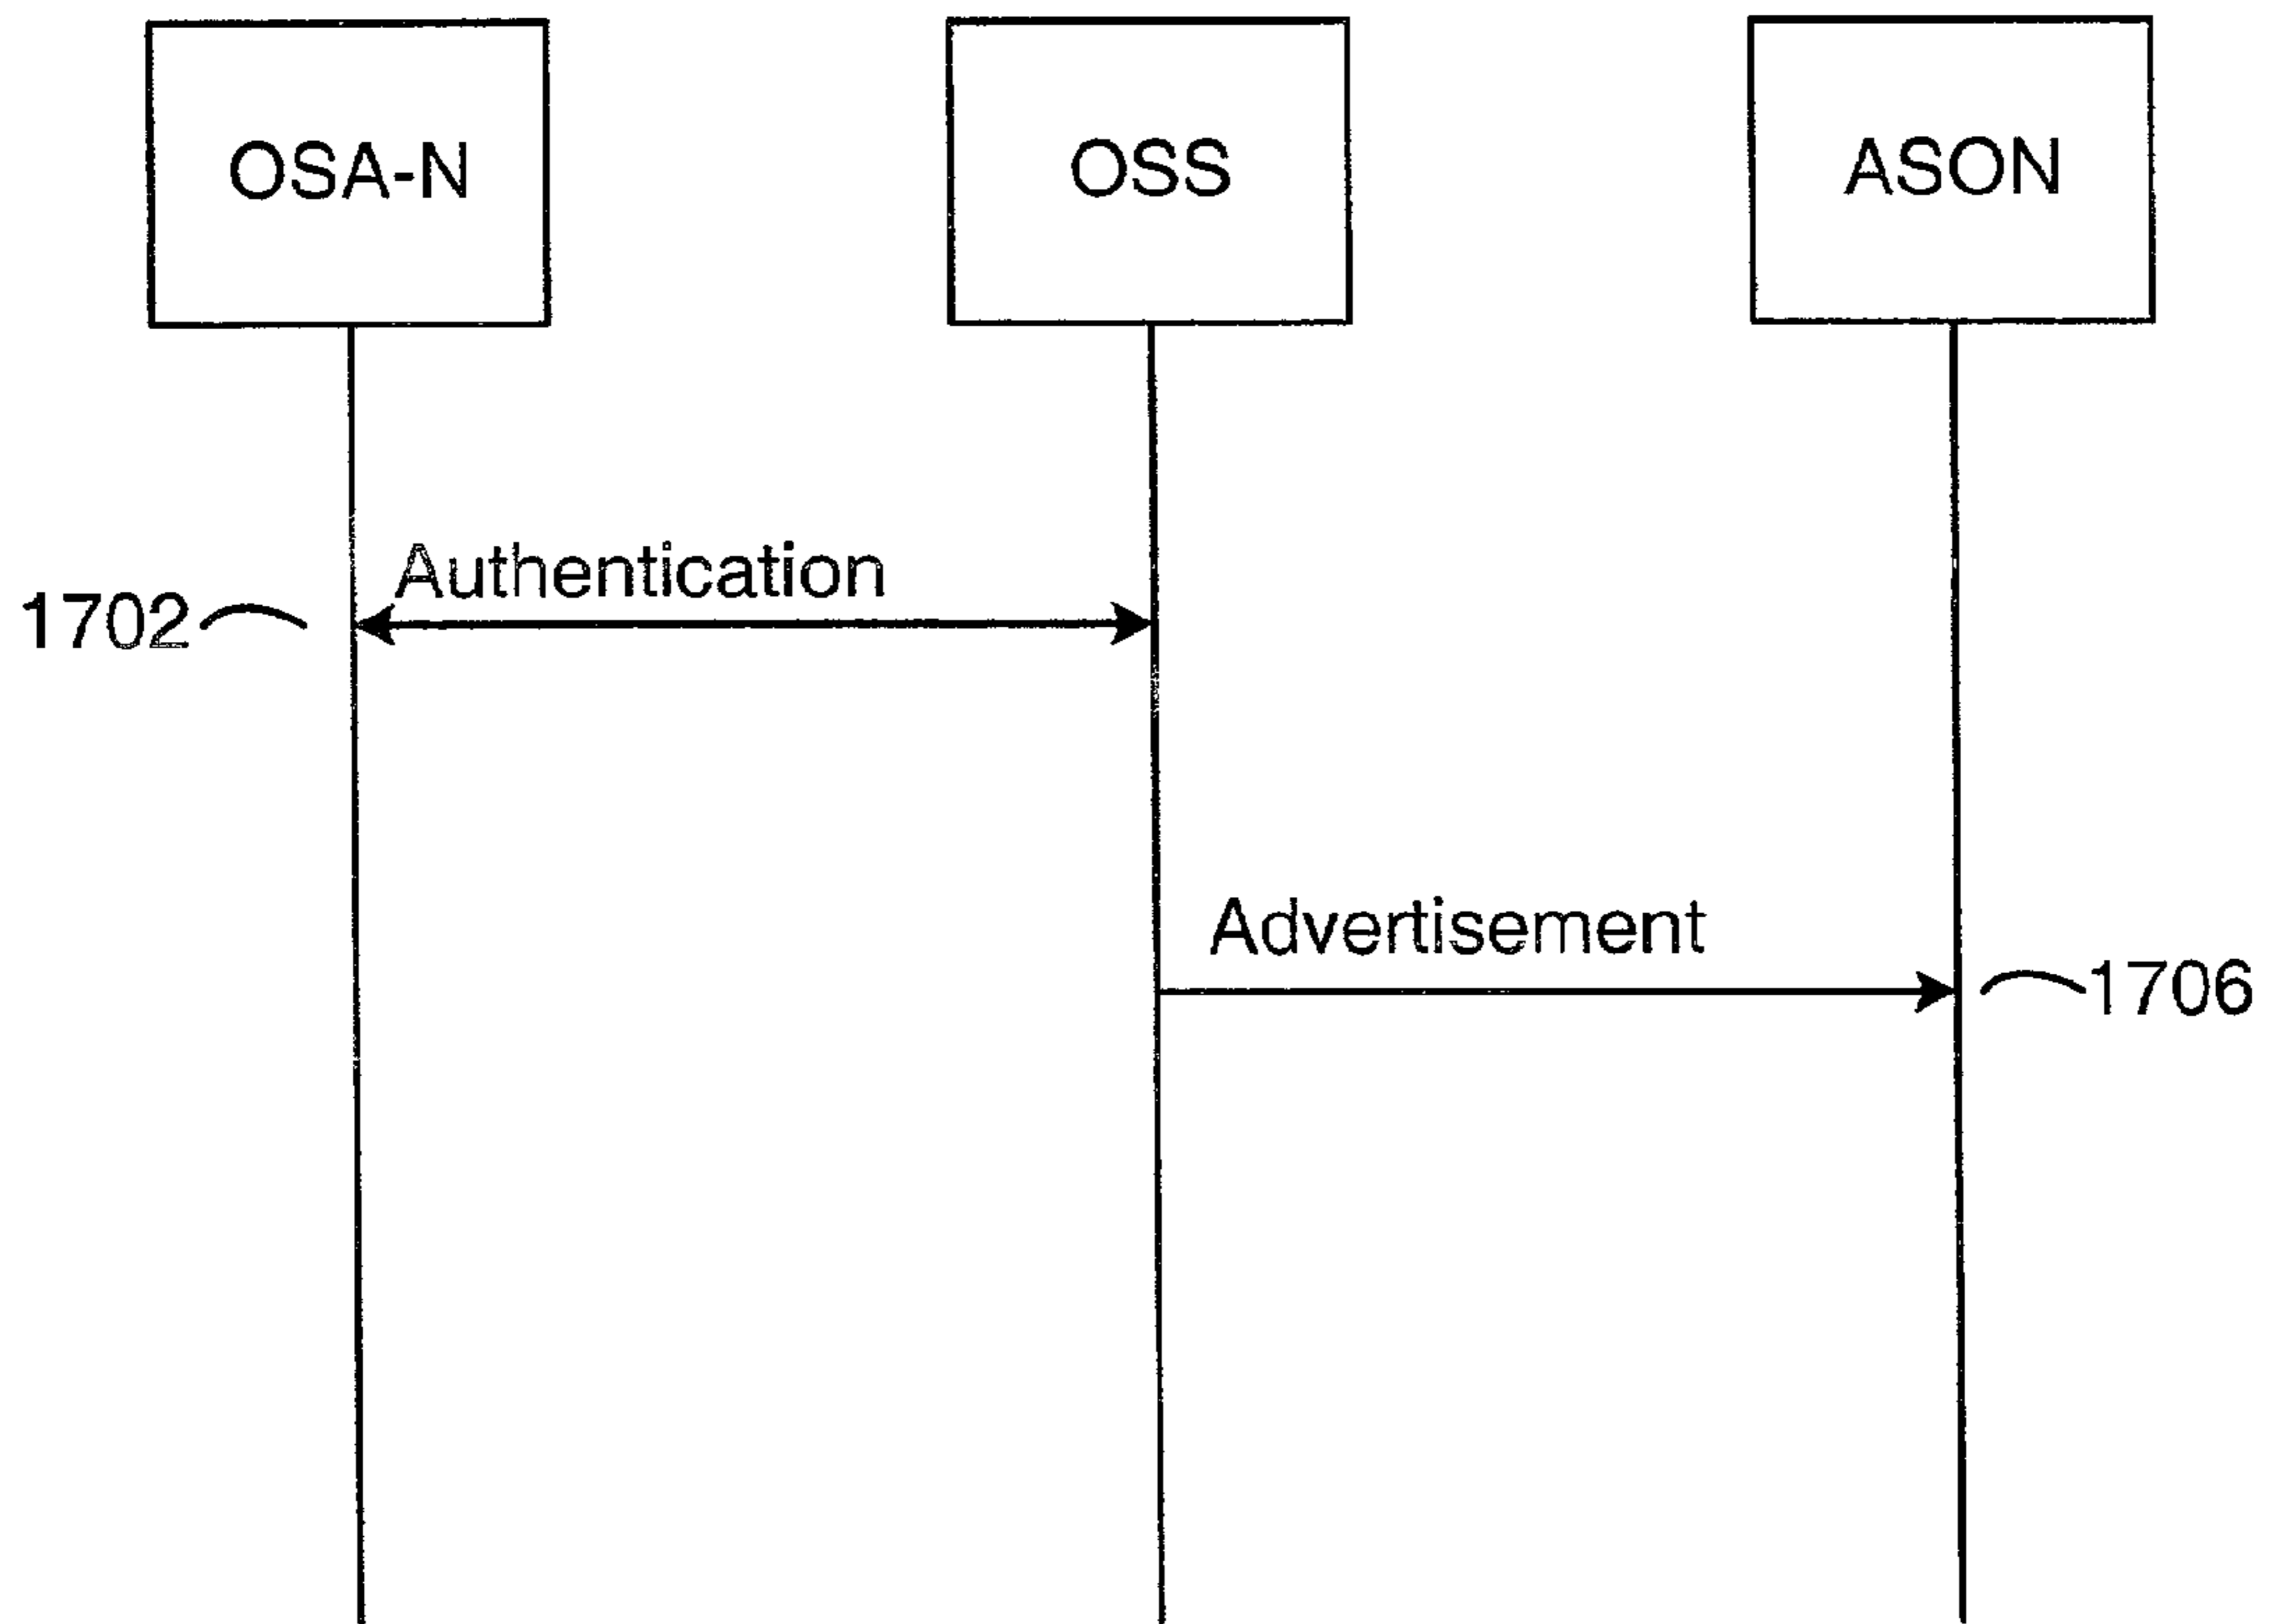 OSA-N
OSS
ASON
Authentication
1702
Advertisement
1706